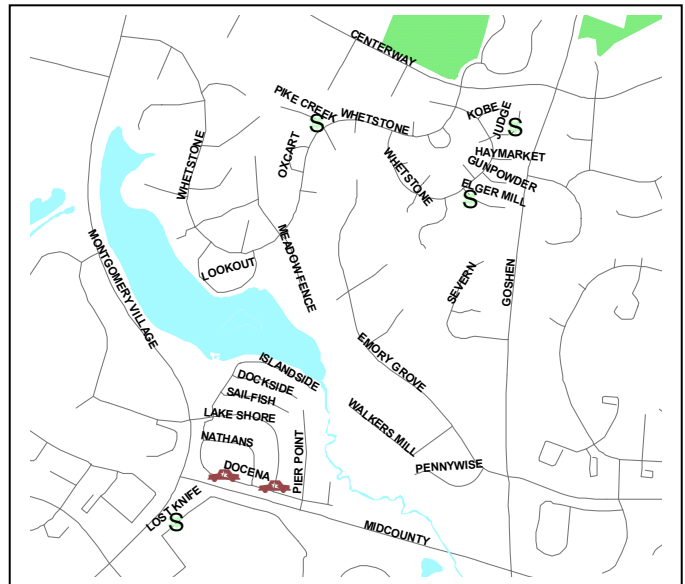 CENTERWAY
PIKE CREEK
WHETSTONE
KOBE
JUDGE
S
S
WHETSTONE
OXCART
WHETSTONE
HAYMARKET
GUNPOWDER
ELGER MILL
S
MEADOW FENCE
LOOKOUT
SEVERN
GOSHEN
MONTGOMERY VILLAGE
ISLANDSIDE
EMORY GROVE
DOCKSIDE
SAILFISH
LAKE SHORE
WALKERS MILL
NATHANS
PIER POINT
DOCENA
PENNYWISE
LOST KNIFE
S
MIDCOUNTY